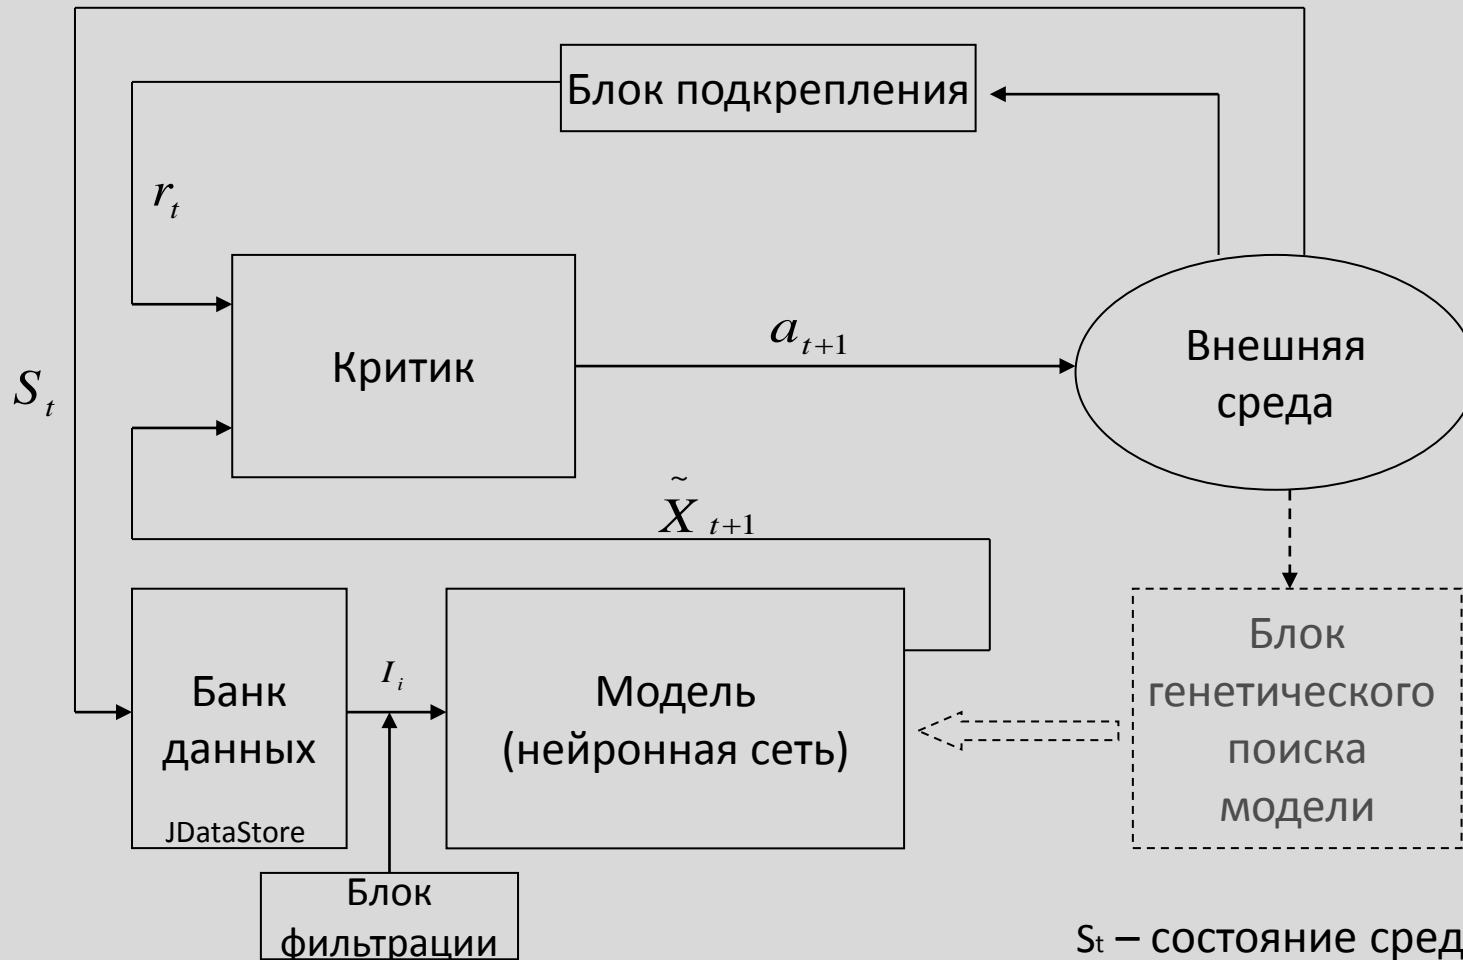 Блок подкрепления
r_t
Критик
a_{t+1}
Внешняя
среда
S_t
X̃_{t+1}
Банк
данных
JDataStore
I_i
Модель
(нейронная сеть)
Блок
генетического
поиска
модели
Блок
фильтрации
St – состояние сред